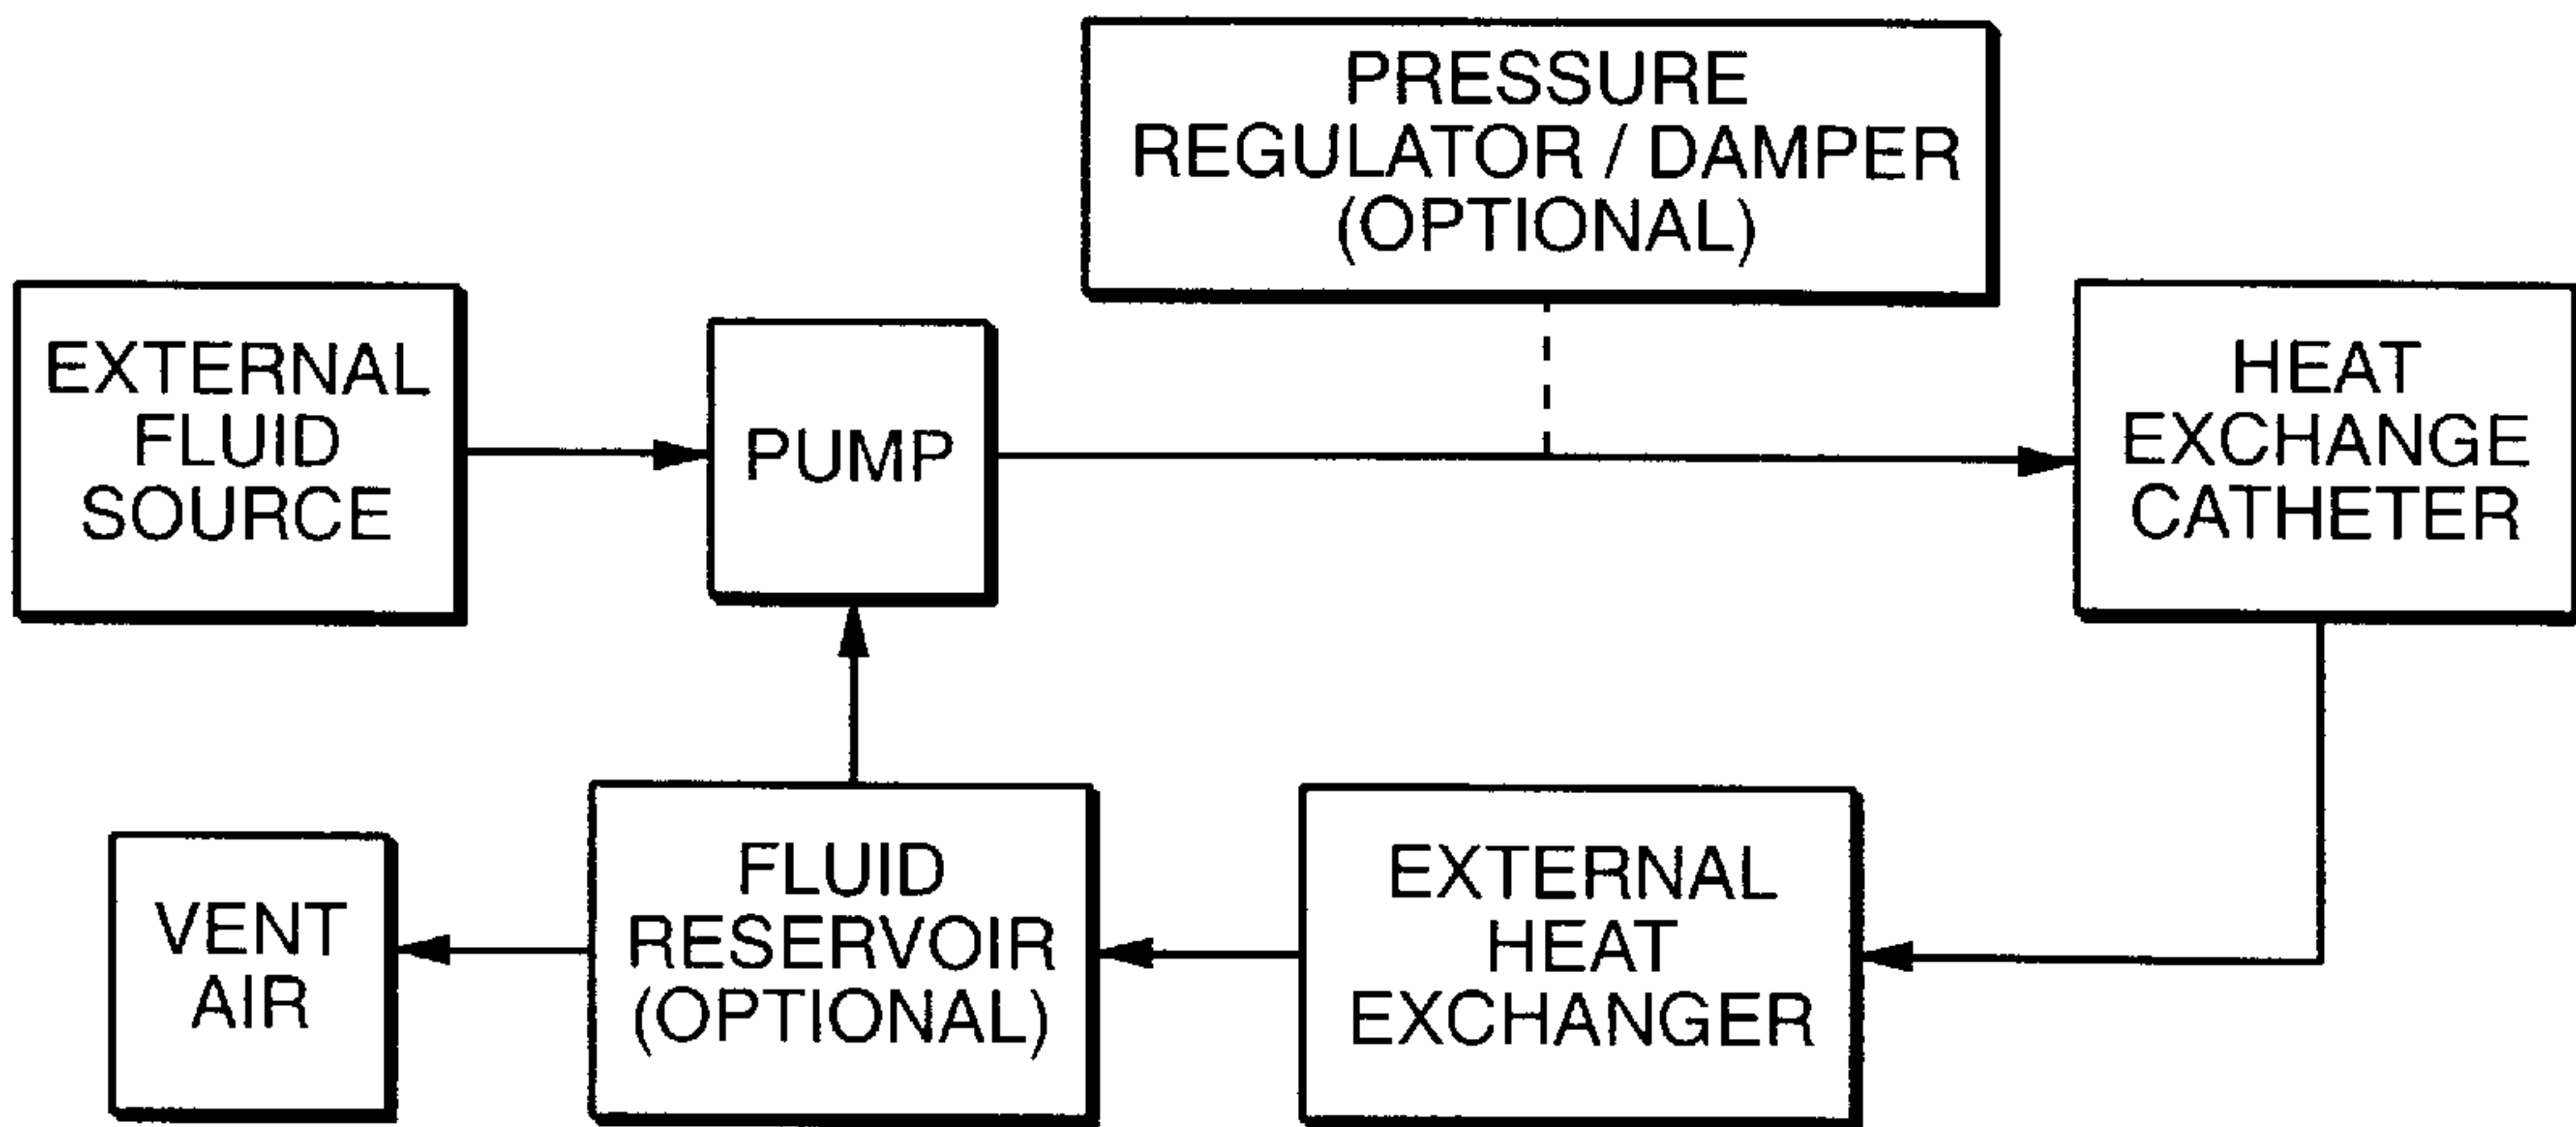 PRESSURE
REGULATOR / DAMPER
(OPTIONAL)
EXTERNAL
FLUID
SOURCE
PUMP
HEAT
EXCHANGE
CATHETER
VENT
AIR
FLUID
RESERVOIR
(OPTIONAL)
EXTERNAL
HEAT
EXCHANGER